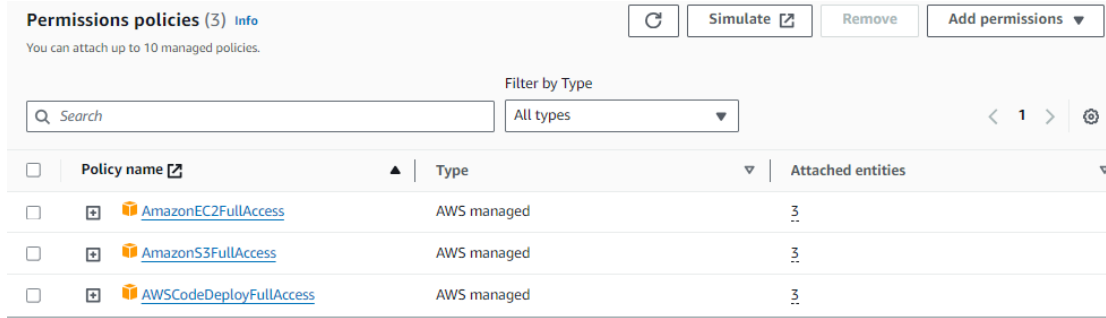 Permissions policies (3) Info
Simulate
Remove
Add permissions
You can attach up to 10 managed policies.
Filter by Type
Search
All types
1
Policy name
Type
Attached entities
AmazonEC2FullAccess
AWS managed
3
AmazonS3FullAccess
AWS managed
3
AWSCodeDeployFullAccess
AWS managed
3